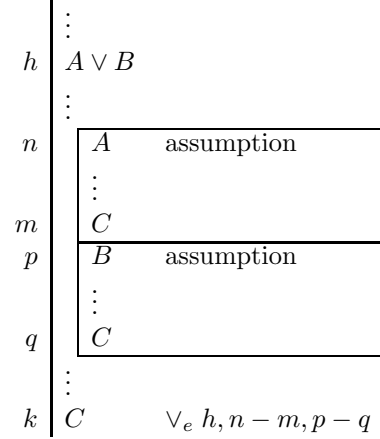 ⋮
h A ∨ B
⋮
n A assumption
⋮
m C
p B assumption
⋮
q C
⋮
k C ∨ₑ h, n − m, p − q